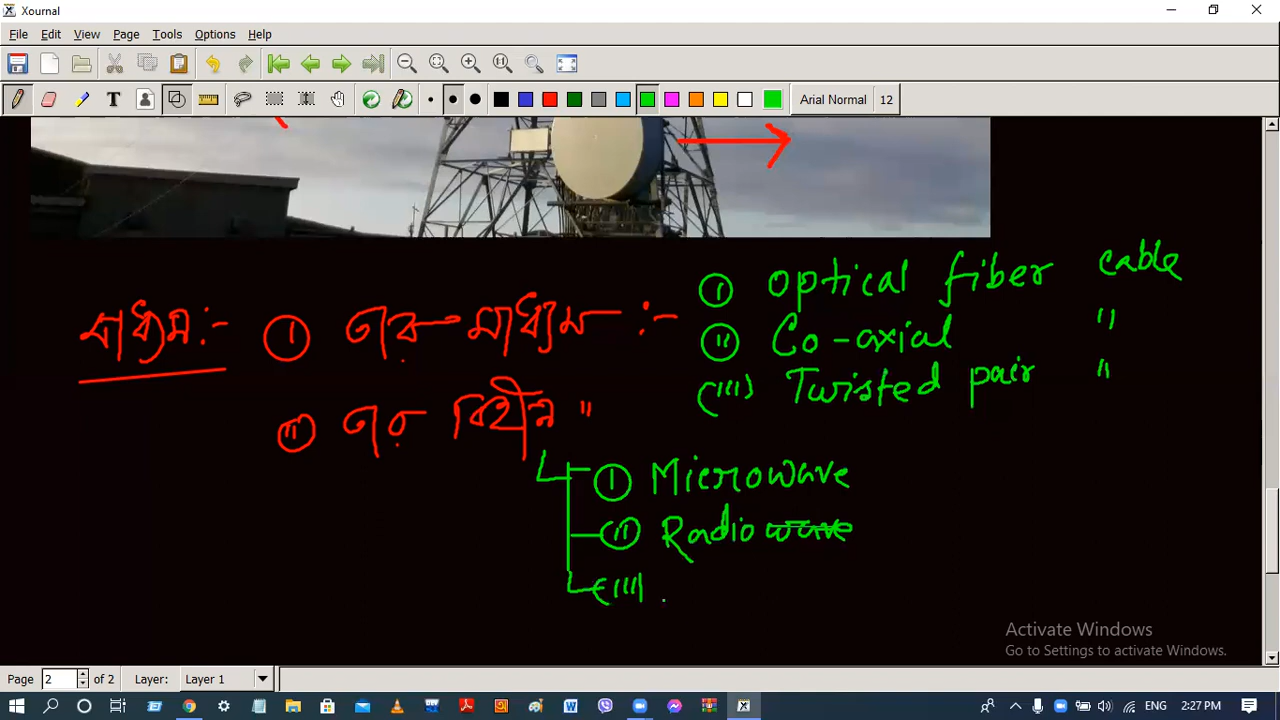 Xournal
File Edit View Page Tools Options Help
T Arial Normal 12
মাধ্যম:- (i) তার মাধ্যম :- (i) Optical fiber cable
(ii) Co-axial "
(iii) Twisted pair "
(ii) তার বিহীন "
(i) Microwave
(ii) Radio wave
(iii) .
Activate Windows
Go to Settings to activate Windows.
Page 2 of 2 Layer: Layer 1
ENG 2:27 PM